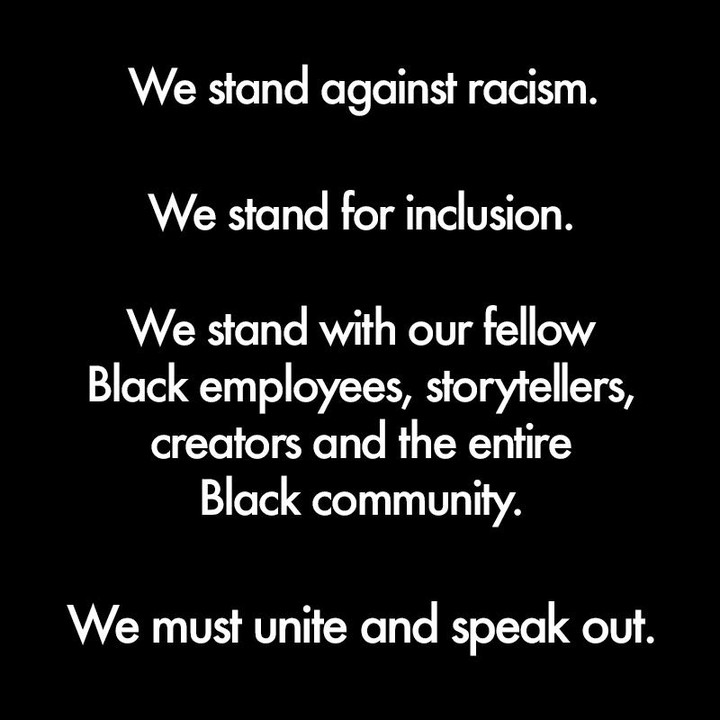 We stand against racism.
We stand for inclusion.
We stand with our fellow
Black employees, storytellers,
creators and the entire
Black community.
We must unite and speak out.